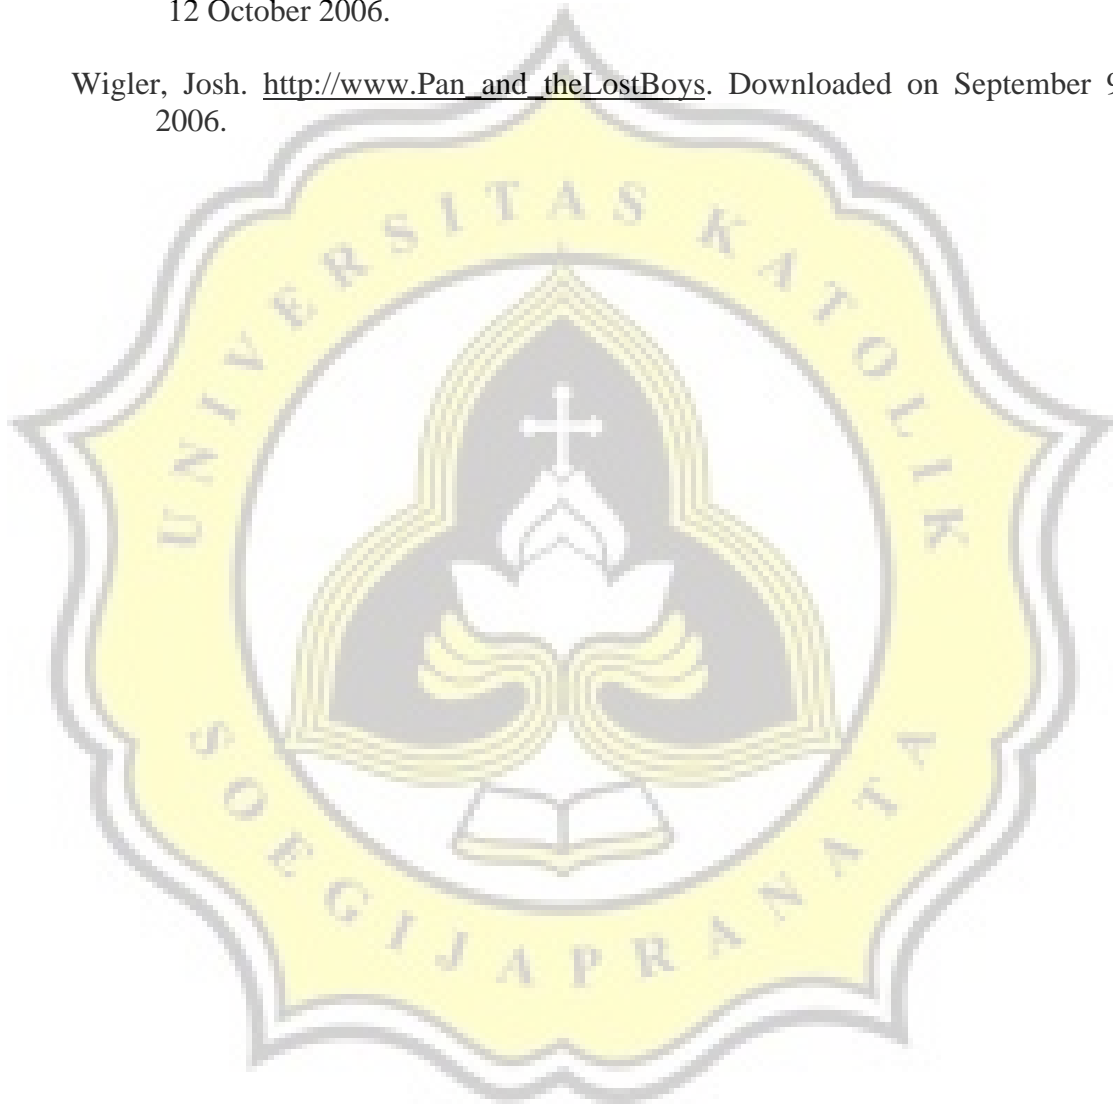 12 October 2006.
Wigler, Josh. http://www.Pan_and_theLostBoys. Downloaded on September 9
2006.
UNIVERSITAS KATOLIK
SOEGIJAPRANATA